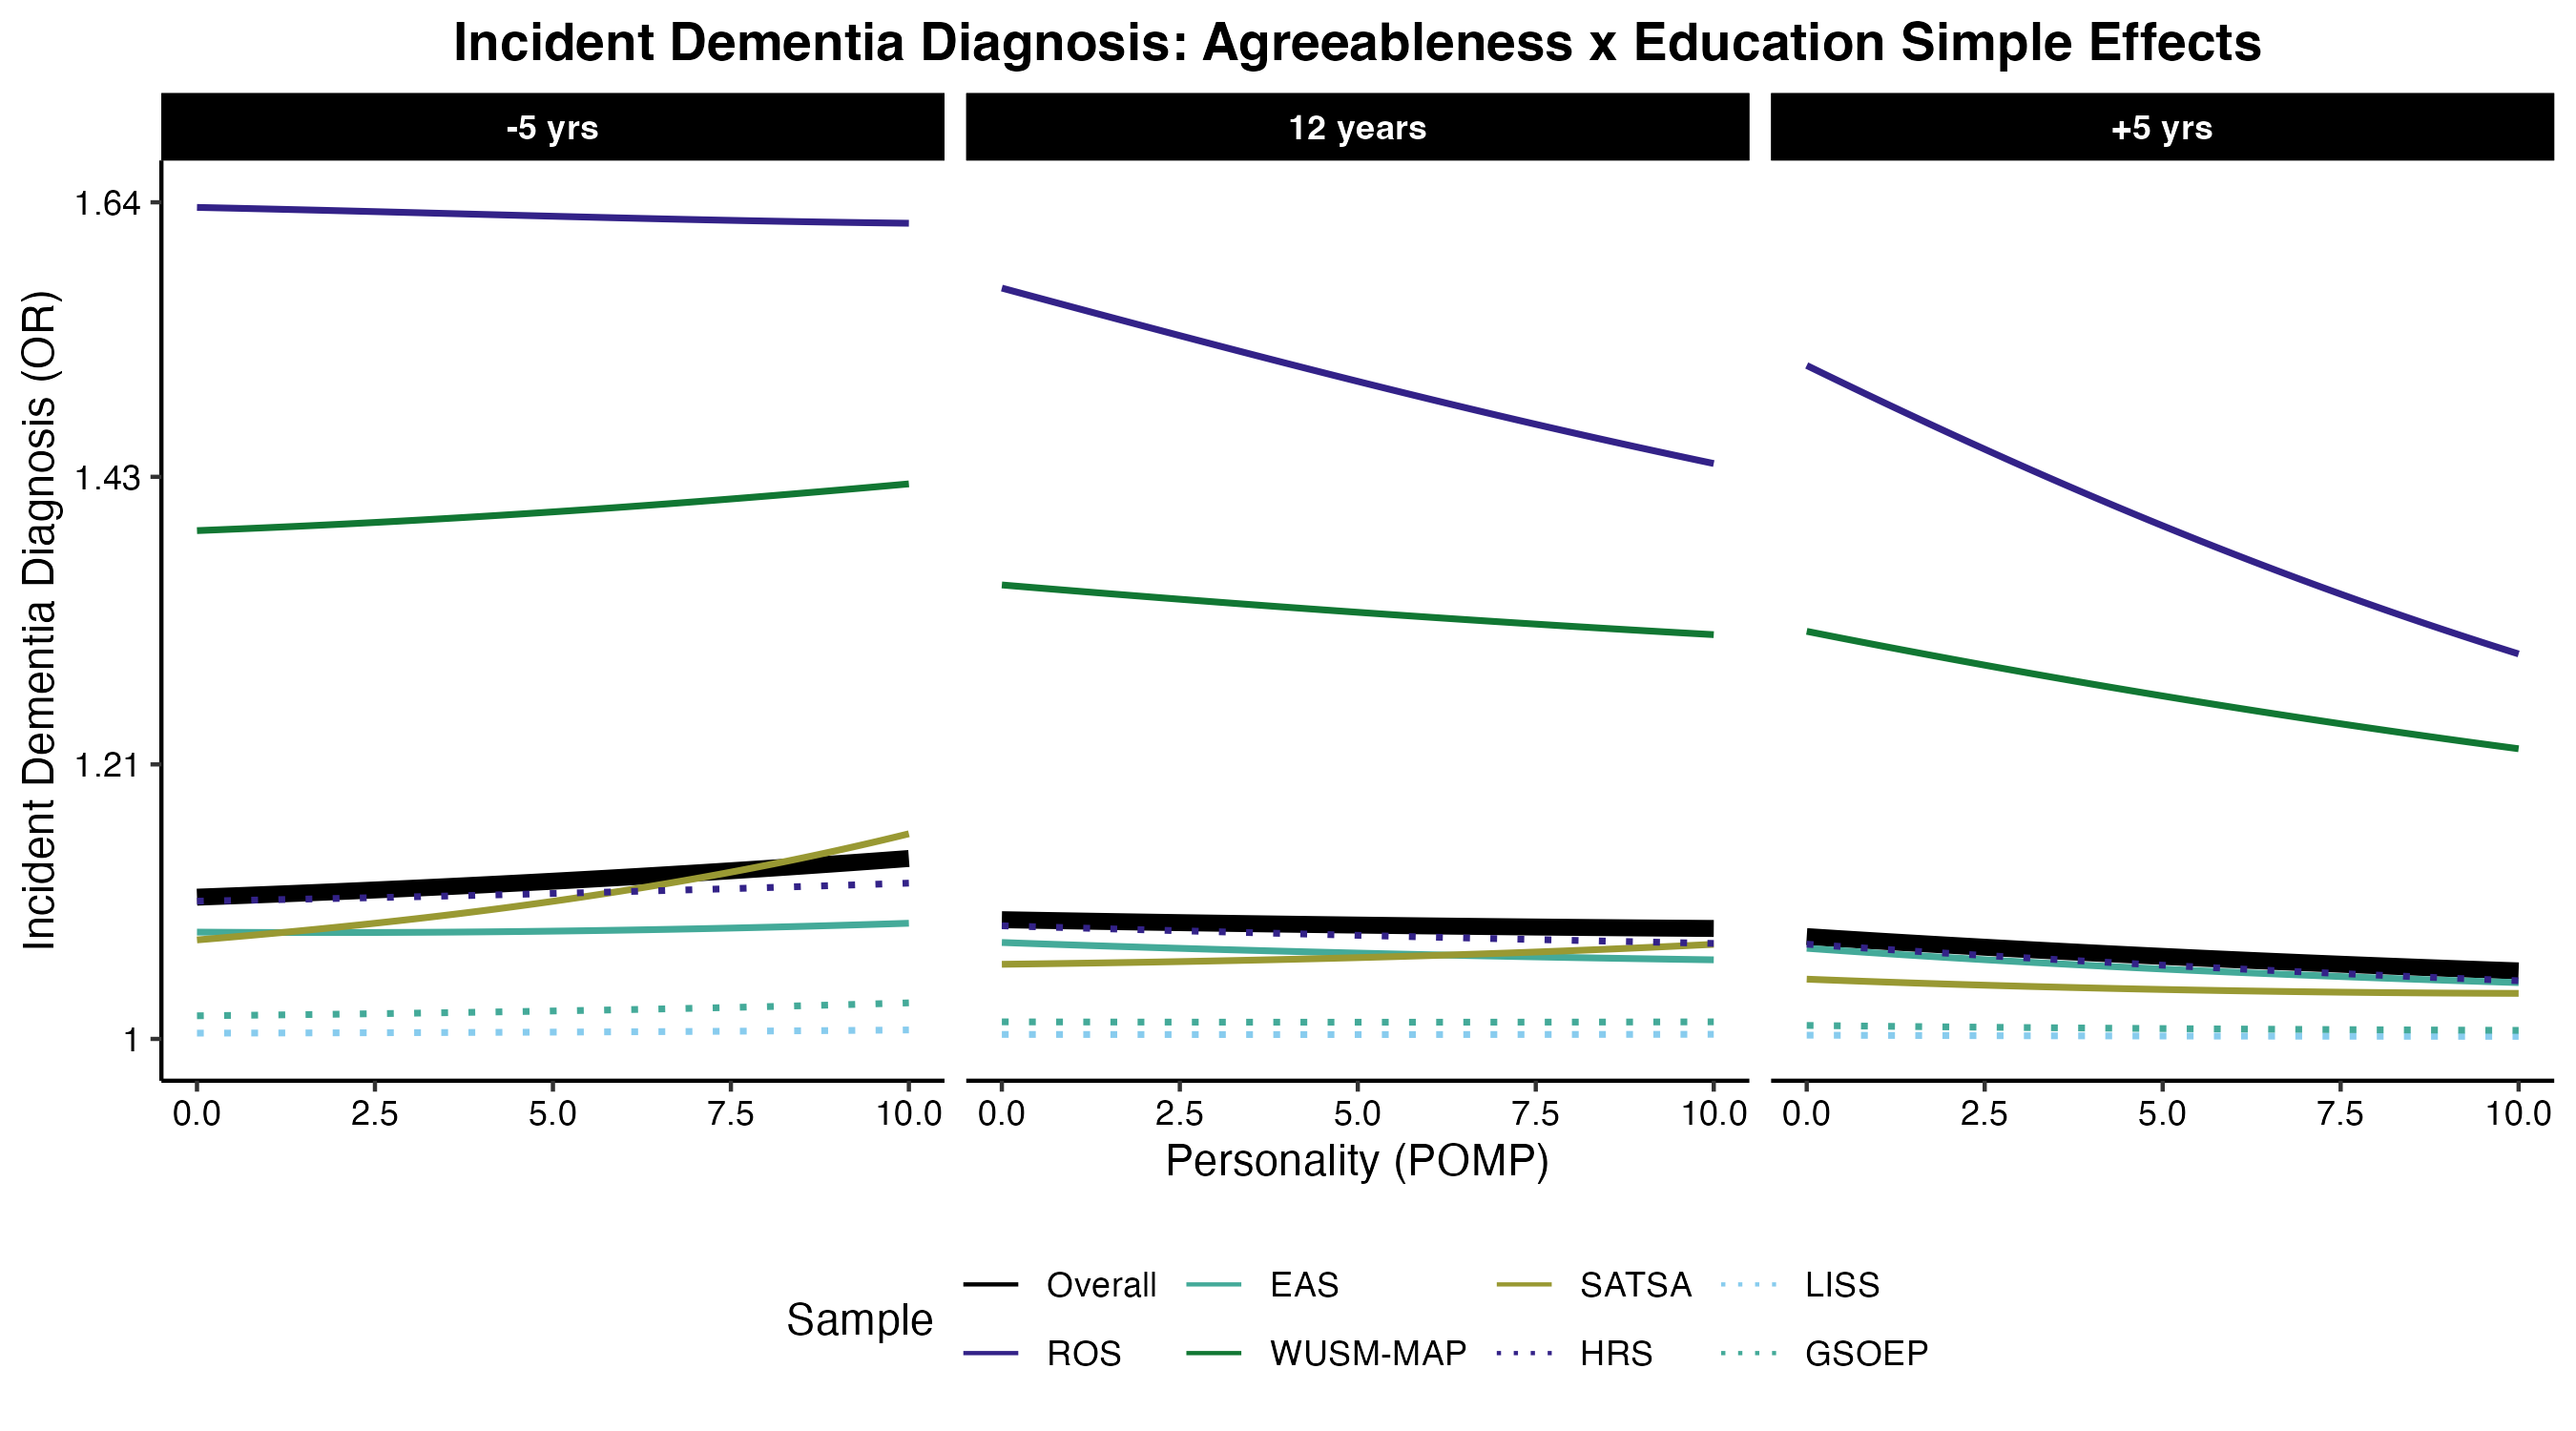 Incident Dementia Diagnosis: Agreeableness x Education Simple Effects
-5 yrs
12 years
+5 yrs
Incident Dementia Diagnosis (OR)
1.64
1.43
1.21
1
0.0 2.5 5.0 7.5 10.0
0.0 2.5 5.0 7.5 10.0
0.0 2.5 5.0 7.5 10.0
Personality (POMP)
Sample
Overall EAS SATSA LISS
ROS WUSM-MAP HRS GSOEP